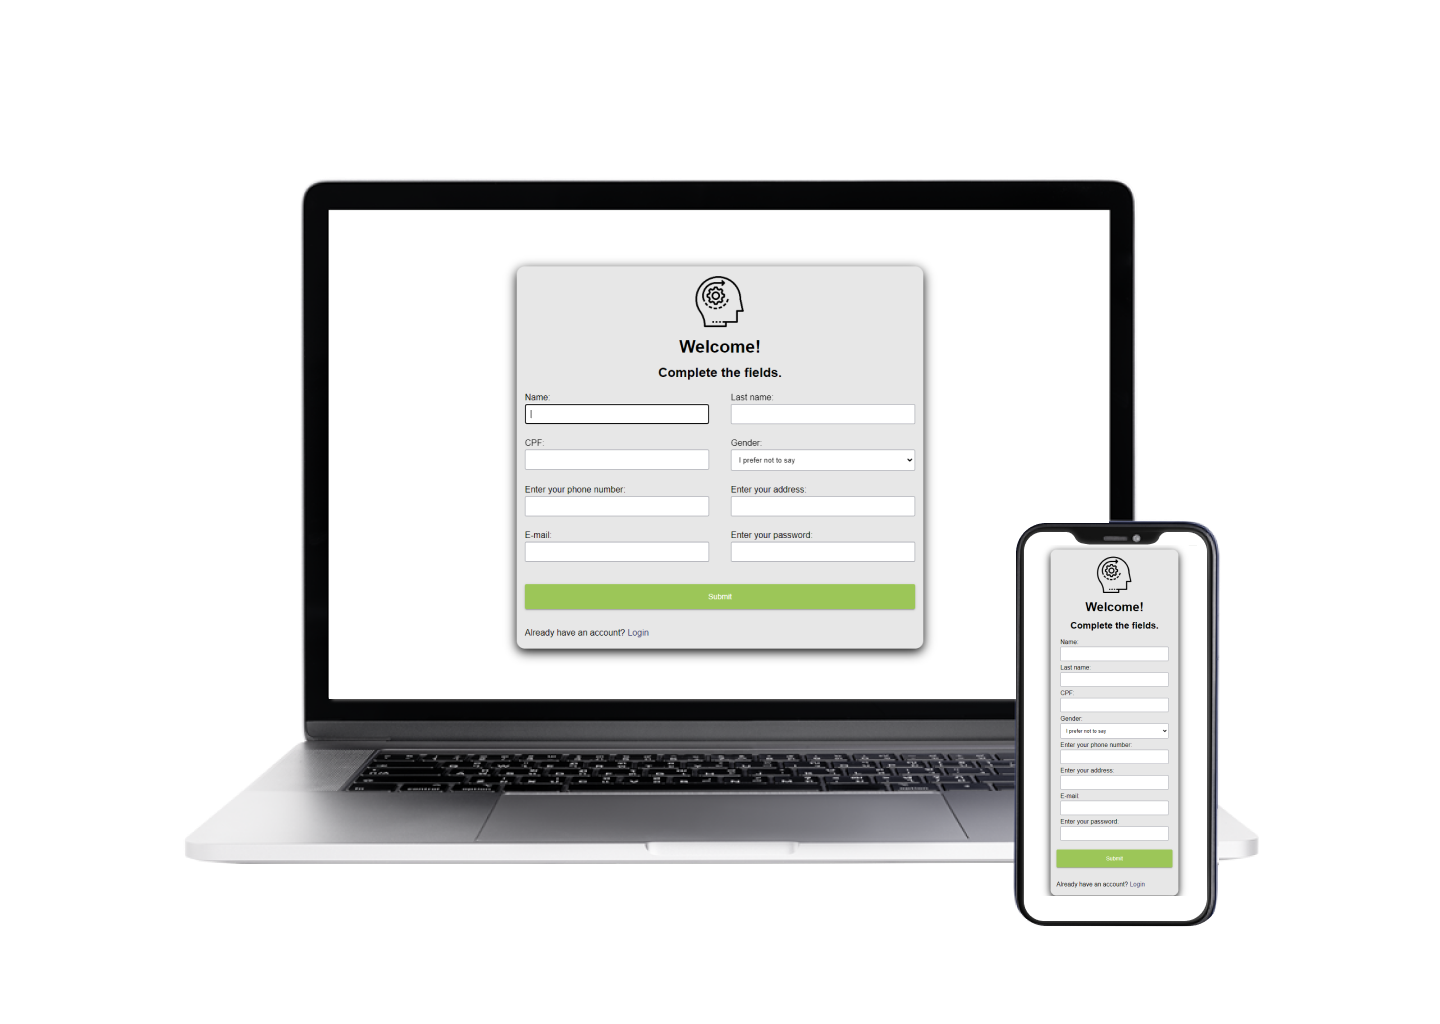 Welcome!
Complete the fields.
Name:
Last name:
CPF:
Gender:
I prefer not to say
Enter your phone number:
Enter your address:
E-mail:
Enter your password:
Submit
Already have an account? Login
Welcome!
Complete the fields.
Name:
Last name:
CPF:
Gender:
I prefer not to say
Enter your phone number:
Enter your address:
E-mail:
Enter your password:
Submit
Already have an account? Login